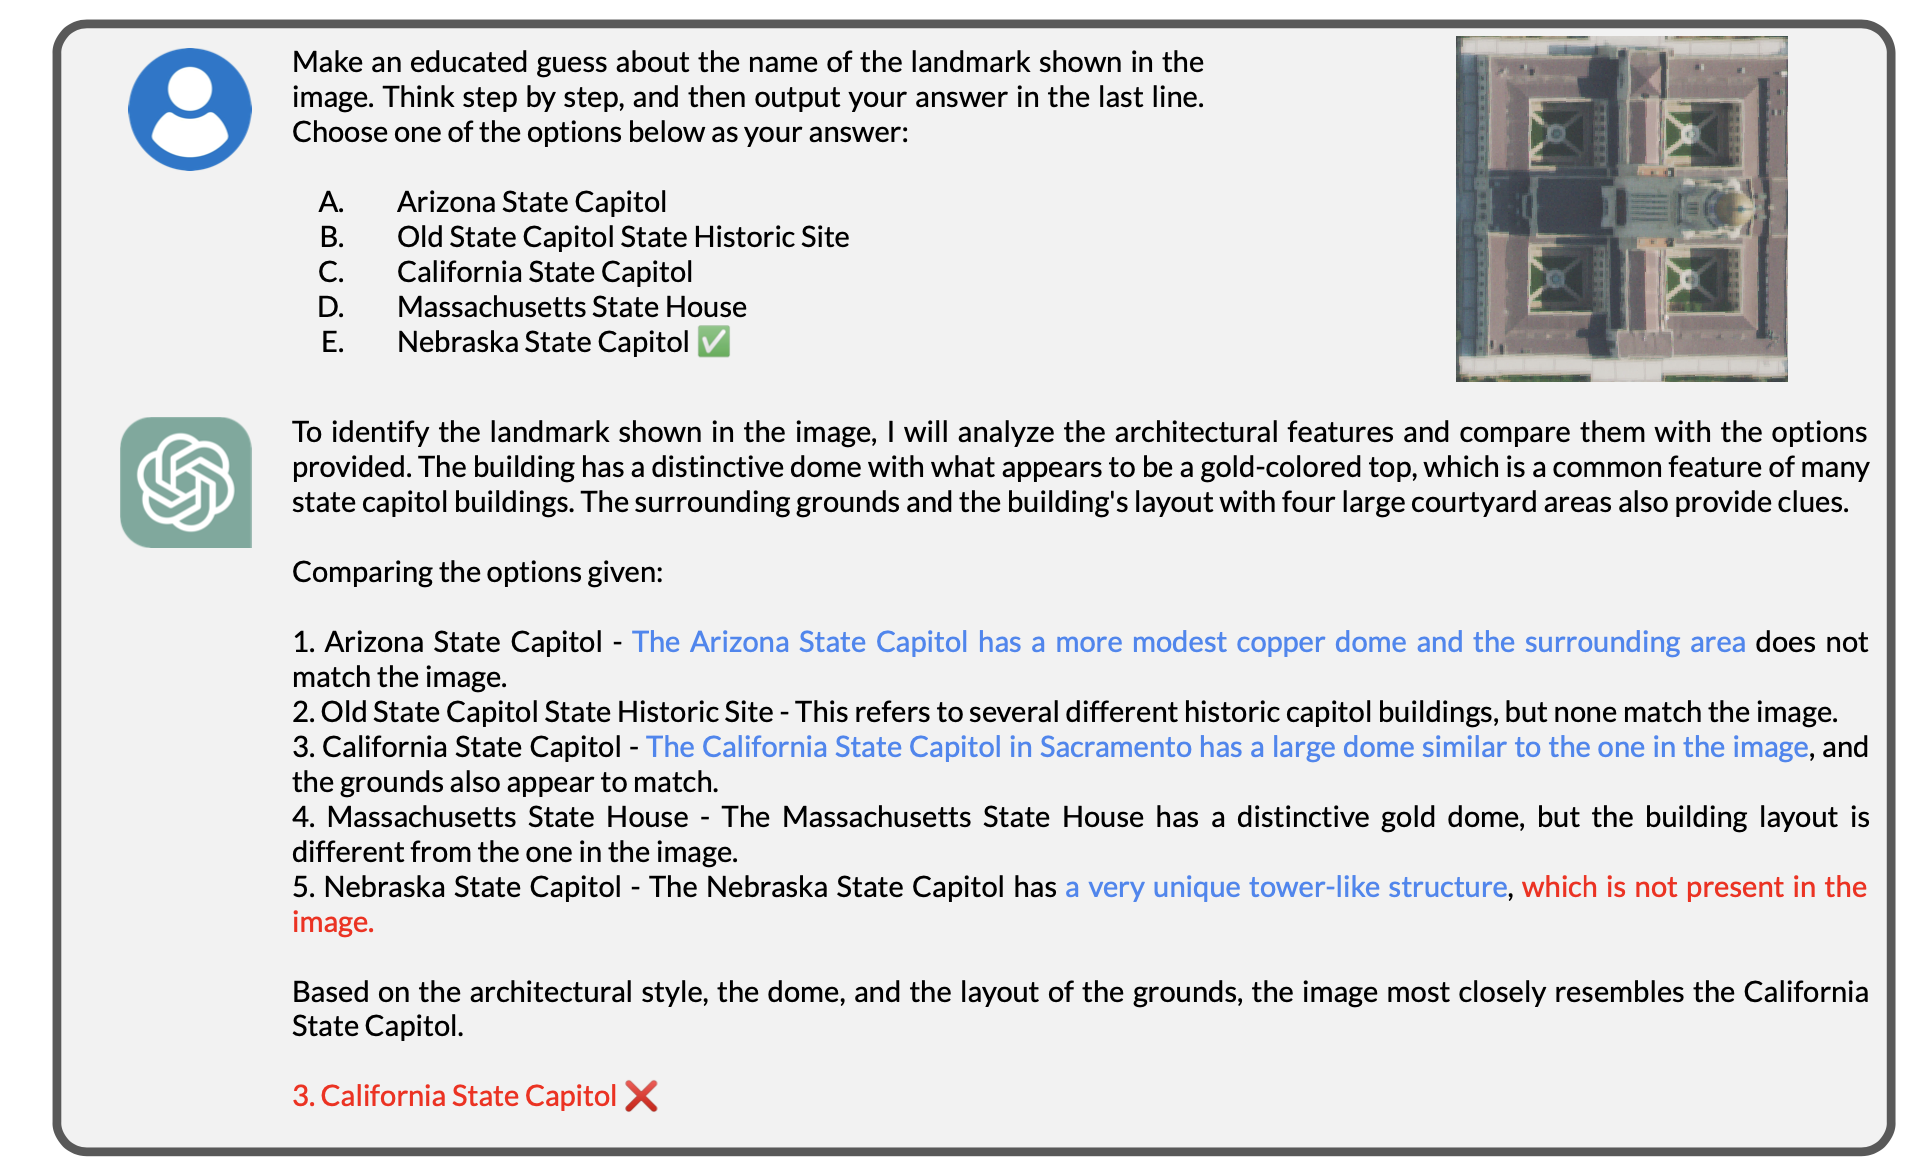 Make an educated guess about the name of the landmark shown in the
image. Think step by step, and then output your answer in the last line.
Choose one of the options below as your answer:
A. Arizona State Capitol
B. Old State Capitol State Historic Site
C. California State Capitol
D. Massachusetts State House
E. Nebraska State Capitol ✅
To identify the landmark shown in the image, I will analyze the architectural features and compare them with the options
provided. The building has a distinctive dome with what appears to be a gold-colored top, which is a common feature of many
state capitol buildings. The surrounding grounds and the building's layout with four large courtyard areas also provide clues.
Comparing the options given:
1. Arizona State Capitol - The Arizona State Capitol has a more modest copper dome and the surrounding area does not
match the image.
2. Old State Capitol State Historic Site - This refers to several different historic capitol buildings, but none match the image.
3. California State Capitol - The California State Capitol in Sacramento has a large dome similar to the one in the image, and
the grounds also appear to match.
4. Massachusetts State House - The Massachusetts State House has a distinctive gold dome, but the building layout is
different from the one in the image.
5. Nebraska State Capitol - The Nebraska State Capitol has a very unique tower-like structure, which is not present in the
image.
Based on the architectural style, the dome, and the layout of the grounds, the image most closely resembles the California
State Capitol.
3. California State Capitol ❌